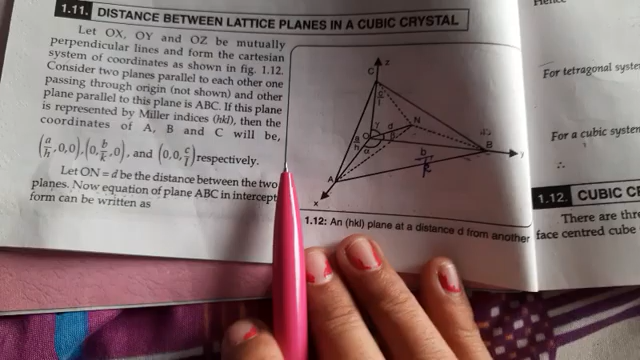 1.11. DISTANCE BETWEEN LATTICE PLANES IN A CUBIC CRYSTAL
Let OX, OY and OZ be mutually
perpendicular lines and form the cartesian
system of coordinates as shown in fig. 1.12.
Consider two planes parallel to each other one
passing through origin (not shown) and other
plane parallel to this plane is ABC. If this plane
is represented by Miller indices (hkl), then the
coordinates of A, B and C will be,
(a/h, 0, 0), (0, b/k, 0), and (0, 0, c/l) respectively.
Let ON = d be the distance between the two
planes. Now equation of plane ABC in intercept
form can be written as
z
C
c/l
N
γ d
a/h O β
α
B
b/k
y
A
x
1.12: An (hkl) plane at a distance d from another
Hence
For tetragonal syste
For a cubic system
∴
1.12. CUBIC C
There are thr
face centred cube